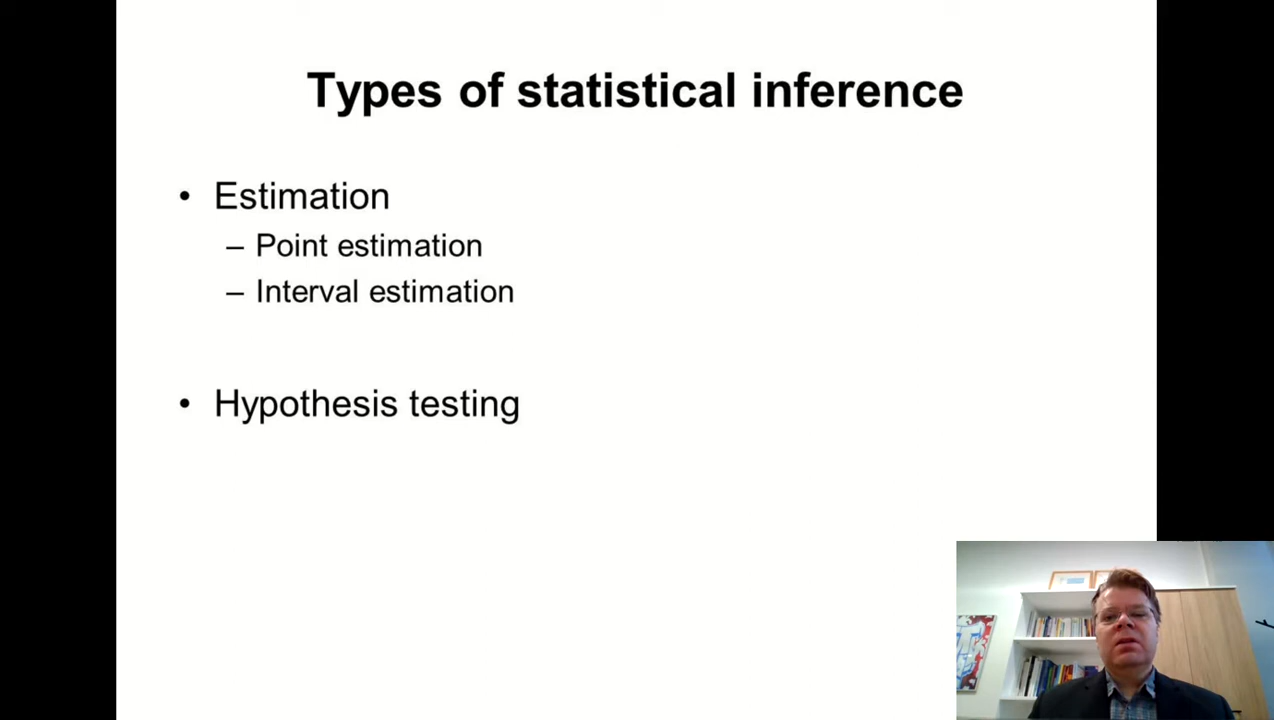 Types of statistical inference
• Estimation
– Point estimation
– Interval estimation
• Hypothesis testing